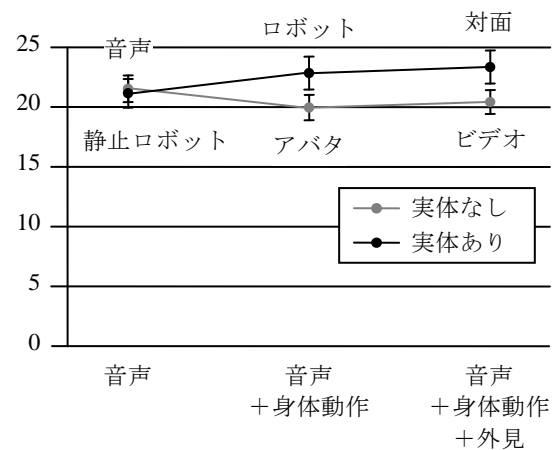 25
20
15
10
5
0
音声
ロボット
対面
静止ロボット
アバタ
ビデオ
実体なし
実体あり
音声
音声
＋身体動作
音声
＋身体動作
＋外見